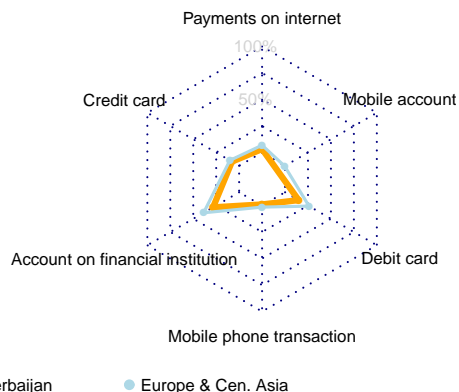 Payments on internet
100%
Credit card
50%
Mobile account
Account on financial institution
Debit card
Mobile phone transaction
erbaijan
Europe & Cen. Asia